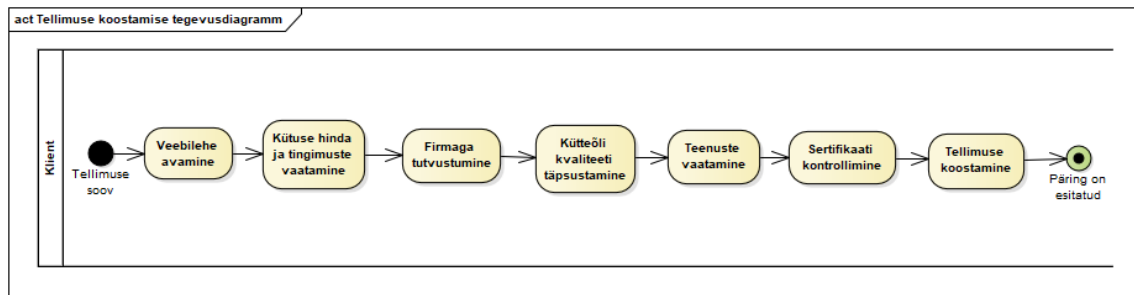 act Tellimuse koostamise tegevusdiagramm
Klient
Tellimuse
soov
Veebilehe
avamine
Kütuse hinda
ja tingimuste
vaatamine
Firmaga
tutvustumine
Kütteõli
kvaliteeti
täpsustamine
Teenuste
vaatamine
Sertifikaati
kontrollimine
Tellimuse
koostamine
Päring on
esitatud